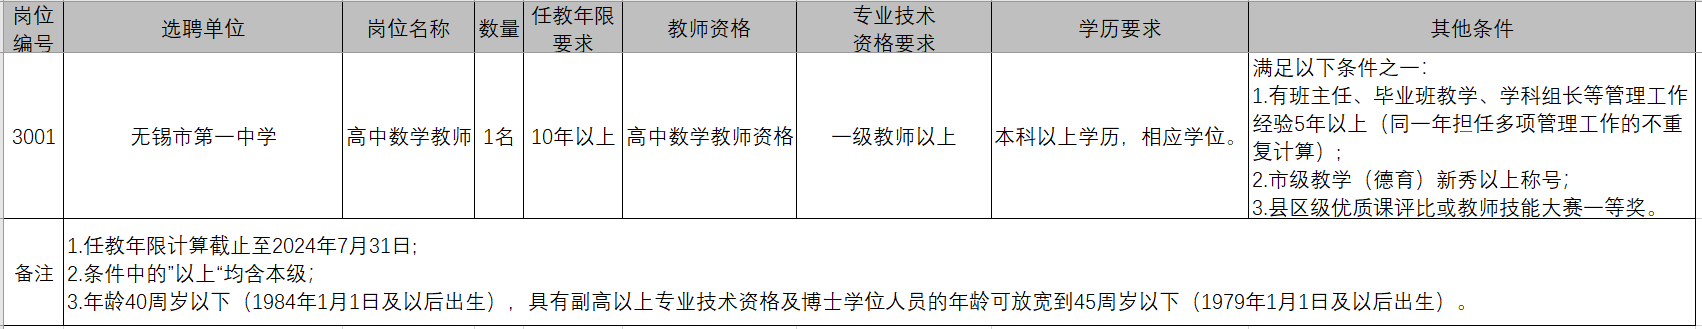 岗位
编号
选聘单位
岗位名称
数量
任教年限
要求
教师资格
专业技术
资格要求
学历要求
其他条件
3001
无锡市第一中学
高中数学教师
1名
10年以上
高中数学教师资格
一级教师以上
本科以上学历，相应学位。
满足以下条件之一：
1.有班主任、毕业班教学、学科组长等管理工作
经验5年以上（同一年担任多项管理工作的不重
复计算）；
2.市级教学（德育）新秀以上称号；
3.县区级优质课评比或教师技能大赛一等奖。
备注
1.任教年限计算截止至2024年7月31日;
2.条件中的”以上“均含本级；
3.年龄40周岁以下（1984年1月1日及以后出生），具有副高以上专业技术资格及博士学位人员的年龄可放宽到45周岁以下（1979年1月1日及以后出生）。